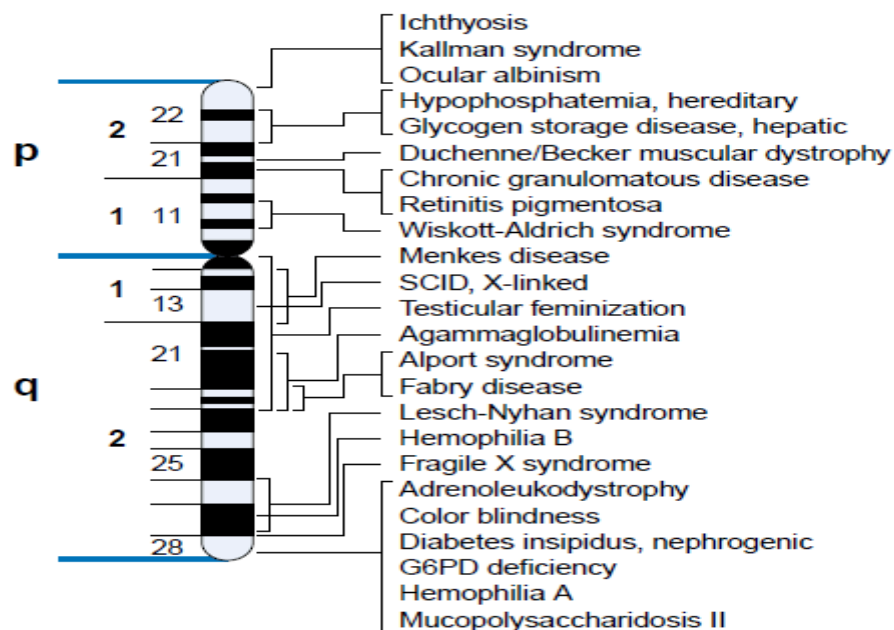 Ichthyosis
Kallman syndrome
Ocular albinism
Hypophosphatemia, hereditary
Glycogen storage disease, hepatic
Duchenne/Becker muscular dystrophy
Chronic granulomatous disease
Retinitis pigmentosa
Wiskott-Aldrich syndrome
Menkes disease
SCID, X-linked
Testicular feminization
Agammaglobulinemia
Alport syndrome
Fabry disease
Lesch-Nyhan syndrome
Hemophilia B
Fragile X syndrome
Adrenoleukodystrophy
Color blindness
Diabetes insipidus, nephrogenic
G6PD deficiency
Hemophilia A
Mucopolysaccharidosis II
p
2
22
21
1
11
q
1
13
21
2
25
28